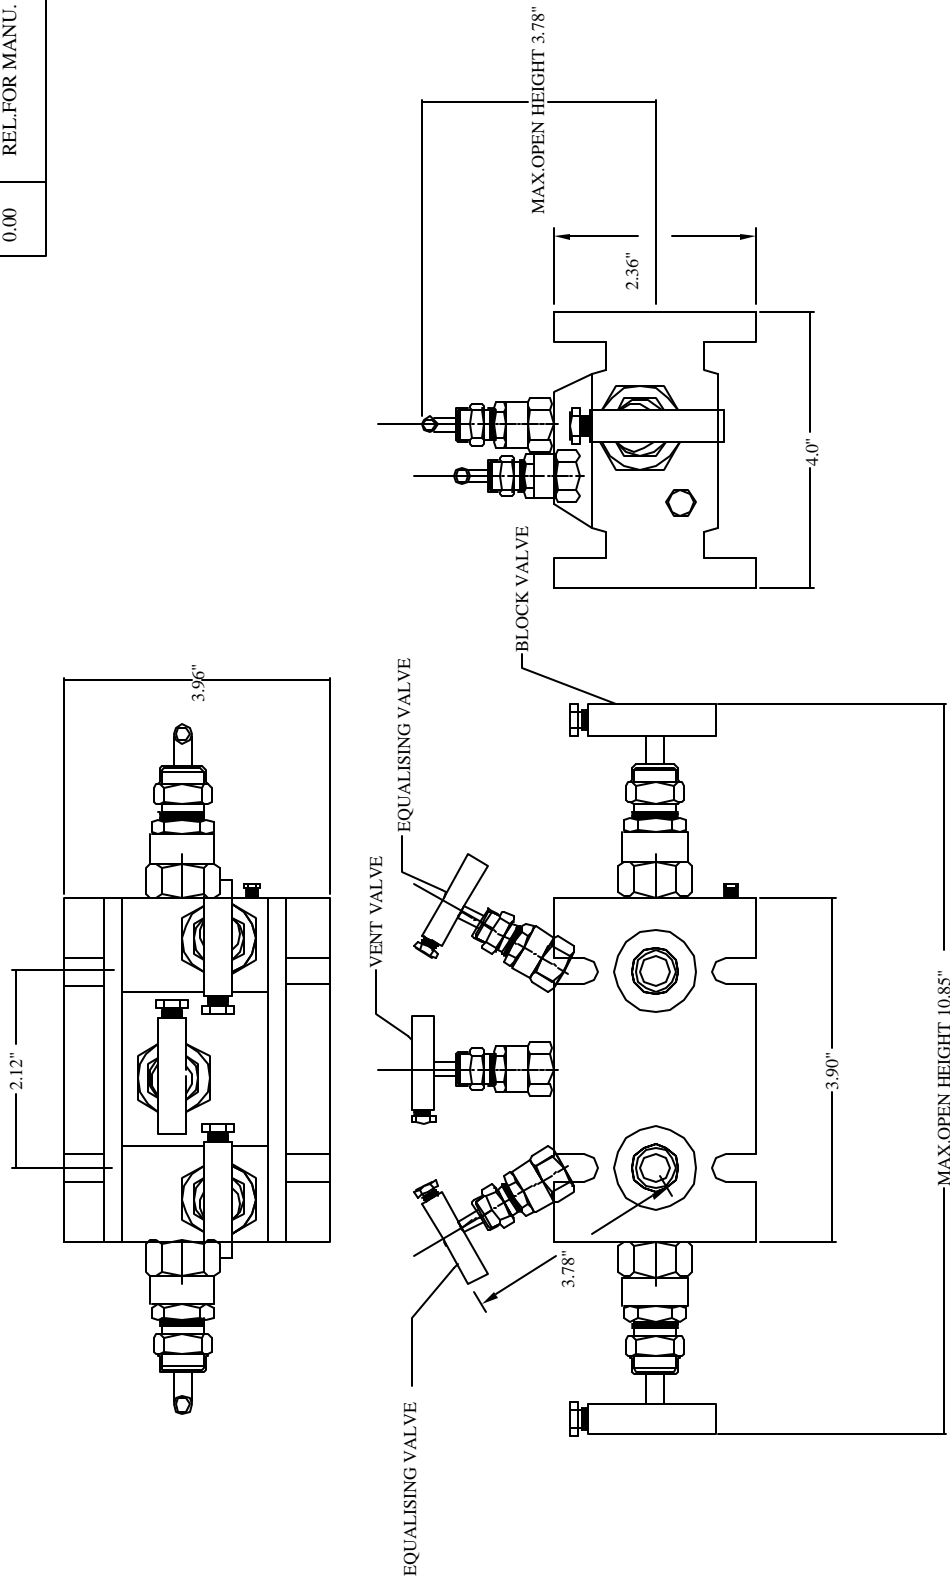 0.00
REL.FOR MANU.
MAX.OPEN HEIGHT 3.78"
2.36"
4.0"
BLOCK VALVE
3.96"
EQUALISING VALVE
VENT VALVE
2.12"
3.90"
MAX.OPEN HEIGHT 10.85"
3.78"
EQUALISING VALVE